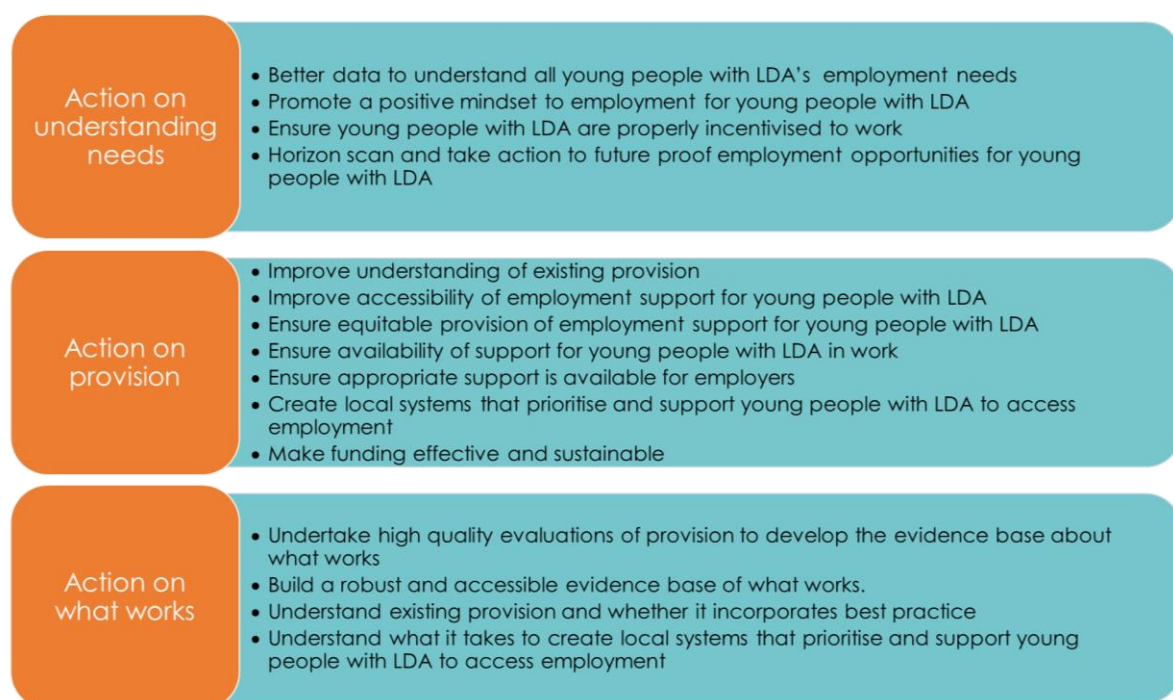 Action on
understanding
needs
• Better data to understand all young people with LDA's employment needs
• Promote a positive mindset to employment for young people with LDA
• Ensure young people with LDA are properly incentivised to work
• Horizon scan and take action to future proof employment opportunities for young
people with LDA
Action on
provision
• Improve understanding of existing provision
• Improve accessibility of employment support for young people with LDA
• Ensure equitable provision of employment support for young people with LDA
• Ensure availability of support for young people with LDA in work
• Ensure appropriate support is available for employers
• Create local systems that prioritise and support young people with LDA to access
employment
• Make funding effective and sustainable
Action on
what works
• Undertake high quality evaluations of provision to develop the evidence base about
what works
• Build a robust and accessible evidence base of what works.
• Understand existing provision and whether it incorporates best practice
• Understand what it takes to create local systems that prioritise and support young
people with LDA to access employment